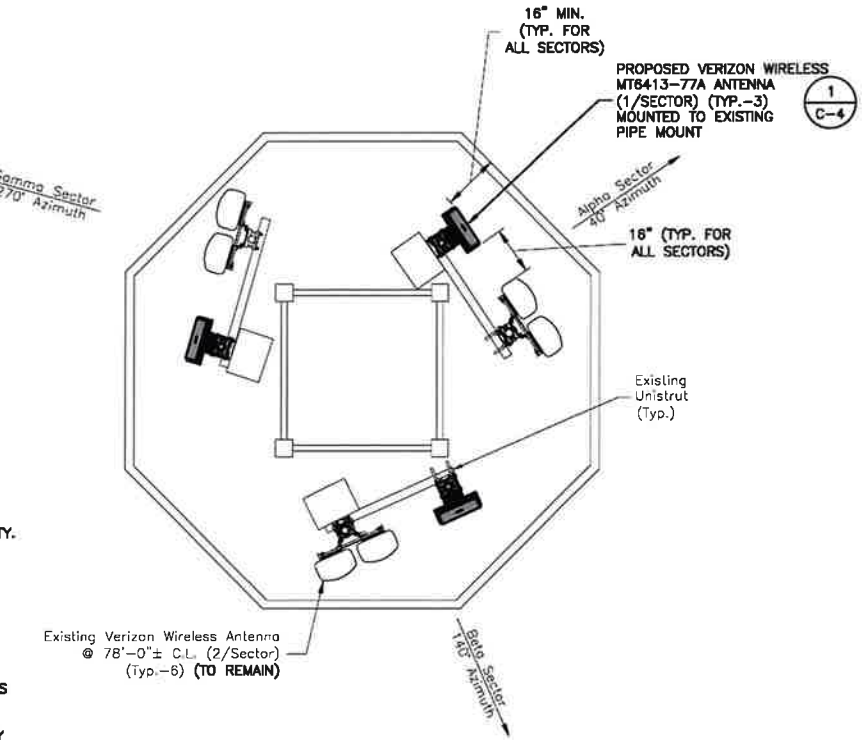 16" MIN.
(TYP. FOR
ALL SECTORS)
PROPOSED VERIZON WIRELESS
MT6413-77A ANTENNA
(1/SECTOR) (TYP.-3)
MOUNTED TO EXISTING
PIPE MOUNT
1
C-4
Gamma Sector
270° Azimuth
Alpha Sector
40° Azimuth
16" (TYP. FOR
ALL SECTORS)
Existing
Unistrut
(Typ.)
TY.
Existing Verizon Wireless Antenna
@ 78'-0"± C.L. (2/Sector)
(Typ.-6) (TO REMAIN)
Beta Sector
140° Azimuth
S
Y